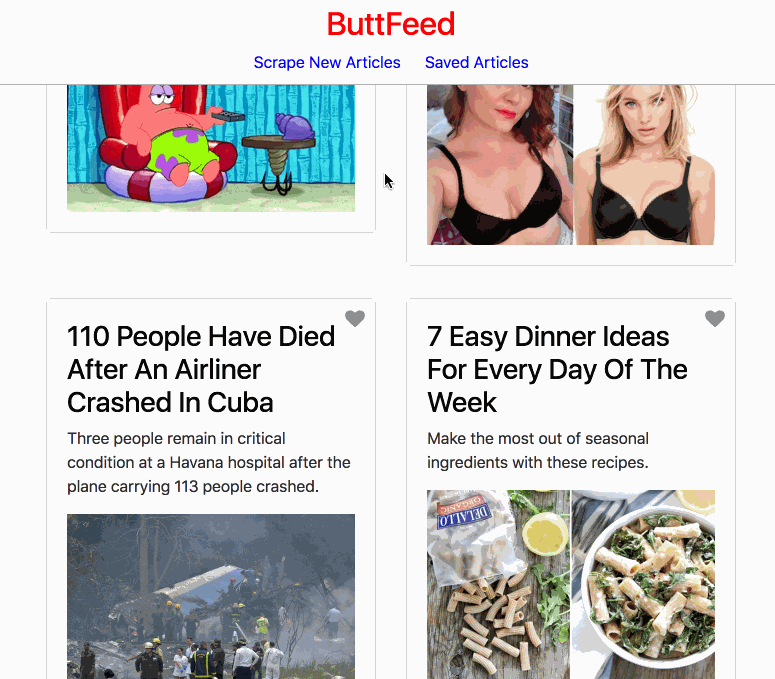 ButtFeed
Scrape New Articles Saved Articles
110 People Have Died
After An Airliner
Crashed In Cuba
Three people remain in critical
condition at a Havana hospital after the
plane carrying 113 people crashed.
7 Easy Dinner Ideas
For Every Day Of The
Week
Make the most out of seasonal
ingredients with these recipes.
ORGANIC
DELALLO